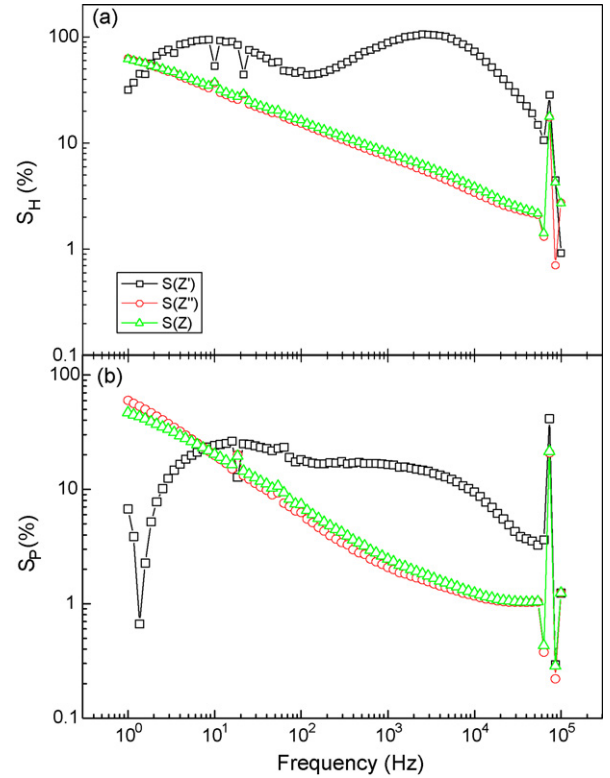 (a)
100
10
1
0.1
S_H (%)
S(Z')
S(Z'')
S(Z)
(b)
100
10
1
0.1
S_P(%)
10^0 10^1 10^2 10^3 10^4 10^5
Frequency (Hz)